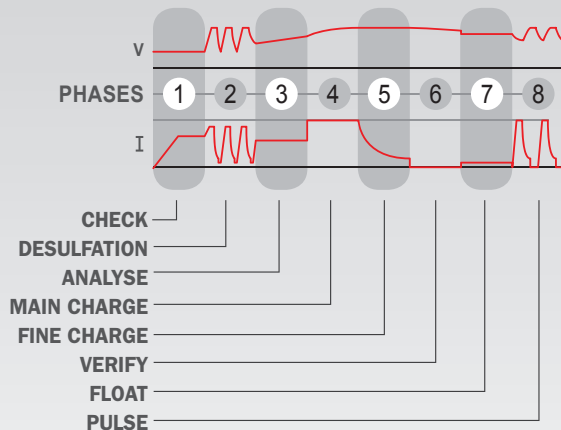 V
PHASES 1 2 3 4 5 6 7 8
I
CHECK
DESULFATION
ANALYSE
MAIN CHARGE
FINE CHARGE
VERIFY
FLOAT
PULSE